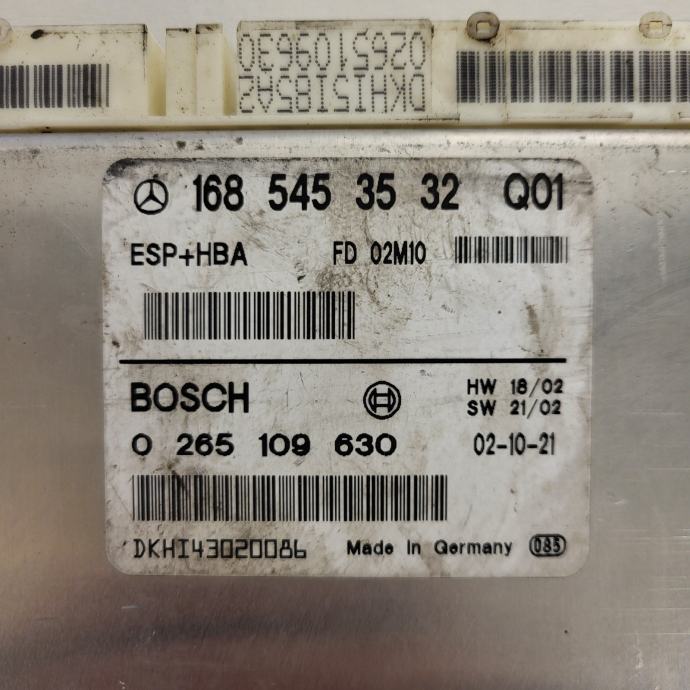 0265109630
DKHI5I85A2
168 545 35 32 Q01
ESP+HBA FD 02M10
BOSCH HW 18/02
SW 21/02
0 265 109 630 02-10-21
DKHI43020086 Made In Germany 085